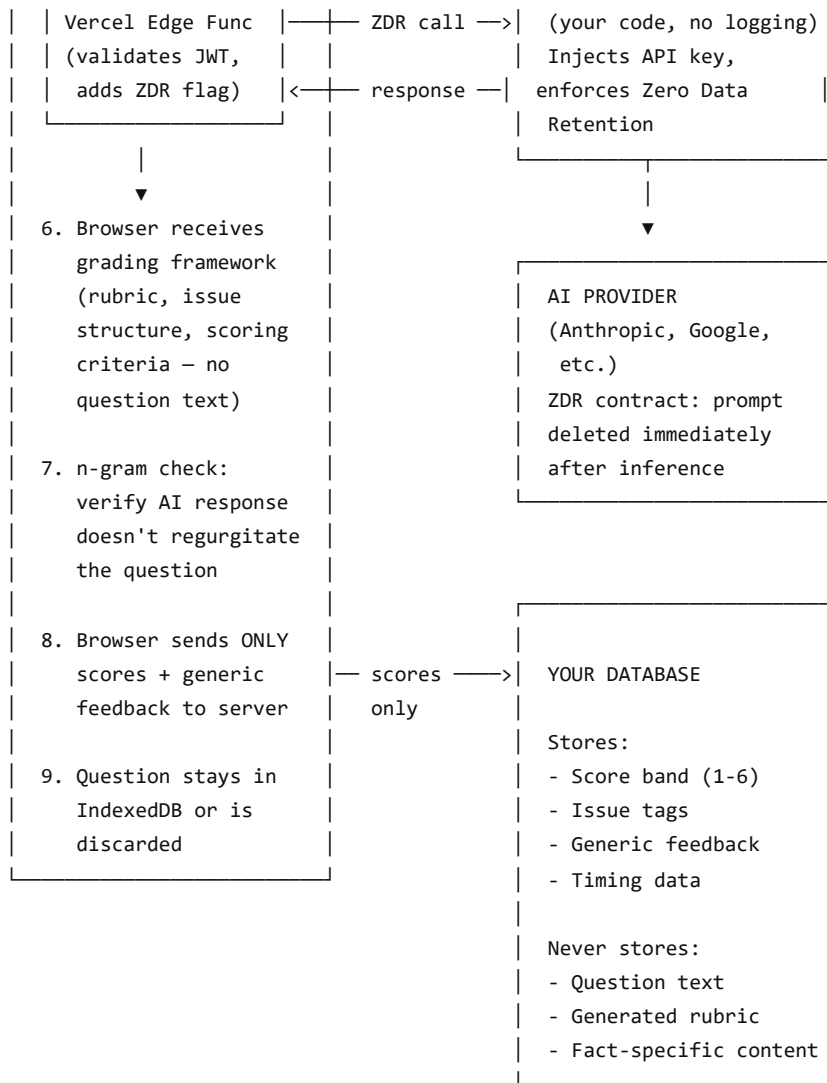 Vercel Edge Func
(validates JWT,
adds ZDR flag)
ZDR call
response
(your code, no logging)
Injects API key,
enforces Zero Data
Retention
6. Browser receives
grading framework
(rubric, issue
structure, scoring
criteria — no
question text)
AI PROVIDER
(Anthropic, Google,
etc.)
ZDR contract: prompt
deleted immediately
after inference
7. n-gram check:
verify AI response
doesn't regurgitate
the question
8. Browser sends ONLY
scores + generic
feedback to server
scores
only
9. Question stays in
IndexedDB or is
discarded
YOUR DATABASE
Stores:
- Score band (1-6)
- Issue tags
- Generic feedback
- Timing data
Never stores:
- Question text
- Generated rubric
- Fact-specific content